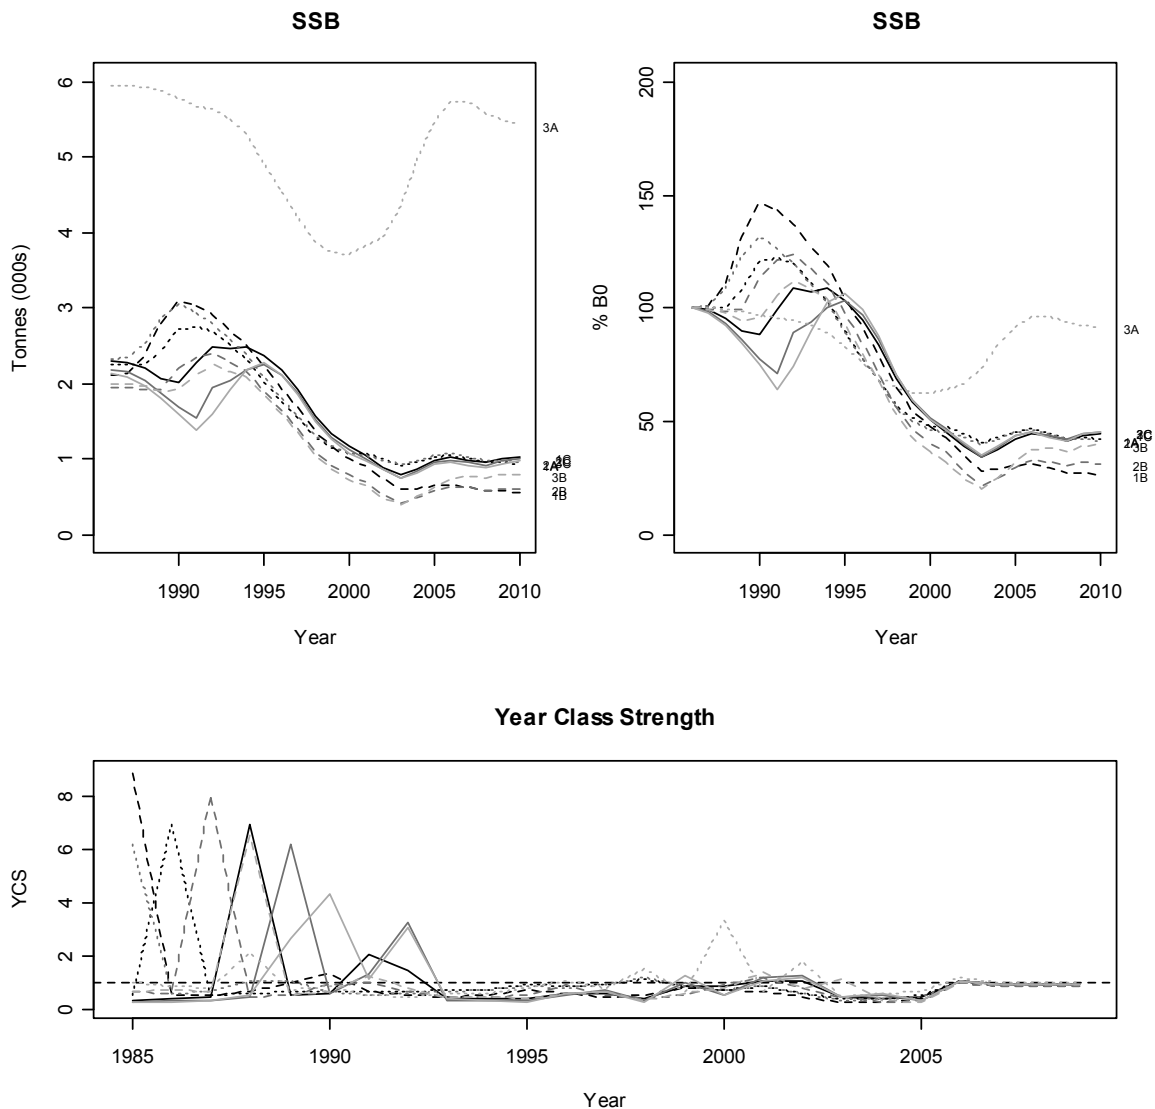 SSB
6
5
4
3
2
1
0
Tonnes (000s)
3A
3B
2B
1B
1990 1995 2000 2005 2010
Year
SSB
200
150
100
50
0
% B0
3A
3B
2B
1B
1990 1995 2000 2005 2010
Year
Year Class Strength
8
6
4
2
0
YCS
1985 1990 1995 2000 2005
Year